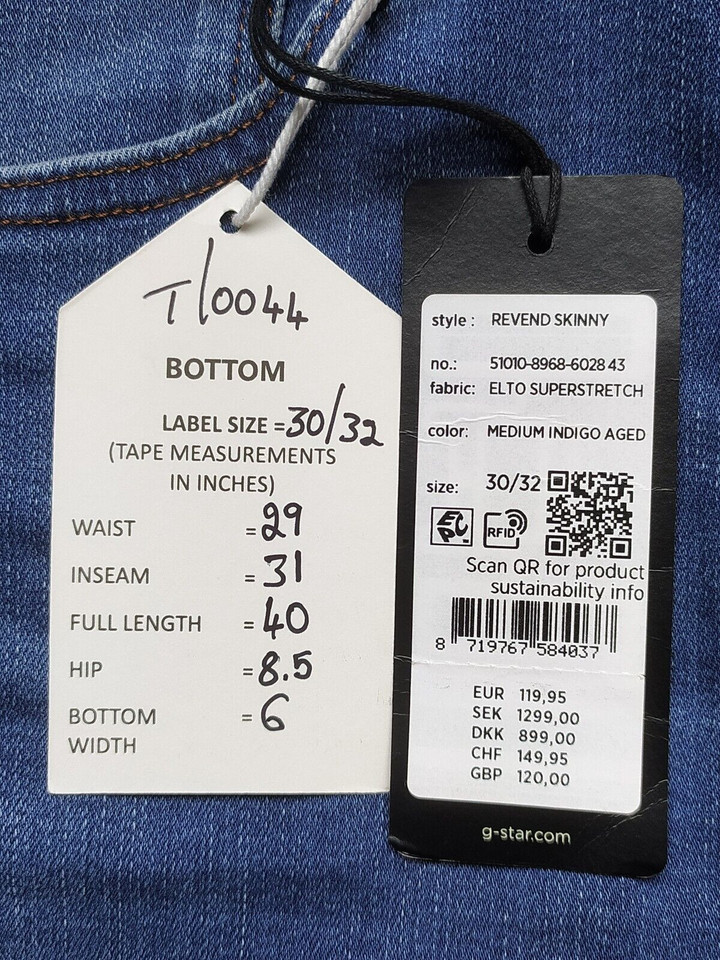 T/0044
BOTTOM
LABEL SIZE =30/32
(TAPE MEASUREMENTS
IN INCHES)
WAIST =29
INSEAM =31
FULL LENGTH =40
HIP =8.5
BOTTOM =6
WIDTH
style : REVEND SKINNY
no.: 51010-8968-6028 43
fabric: ELTO SUPERSTRETCH
color: MEDIUM INDIGO AGED
size: 30/32
EAC RFID
Scan QR for product
sustainability info
8 719767 584037
EUR 119,95
SEK 1299,00
DKK 899,00
CHF 149,95
GBP 120,00
g-star.com